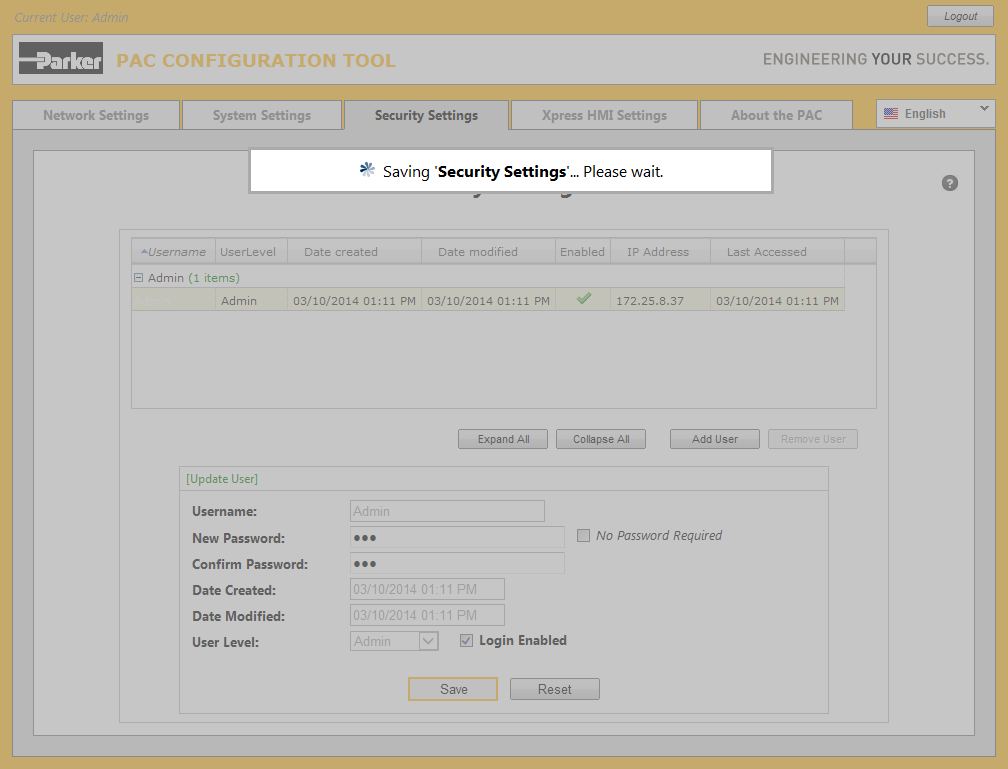 Current User: Admin
Logout
Parker
PAC CONFIGURATION TOOL
ENGINEERING YOUR SUCCESS.
Network Settings
System Settings
Security Settings
Xpress HMI Settings
About the PAC
English
Saving 'Security Settings'... Please wait.
?
Username UserLevel Date created Date modified Enabled IP Address Last Accessed
Admin (1 items)
Admin 03/10/2014 01:11 PM 03/10/2014 01:11 PM 172.25.8.37 03/10/2014 01:11 PM
Expand All
Collapse All
Add User
Remove User
[Update User]
Username: Admin
New Password: ●●● No Password Required
Confirm Password: ●●●
Date Created: 03/10/2014 01:11 PM
Date Modified: 03/10/2014 01:11 PM
User Level: Admin Login Enabled
Save
Reset